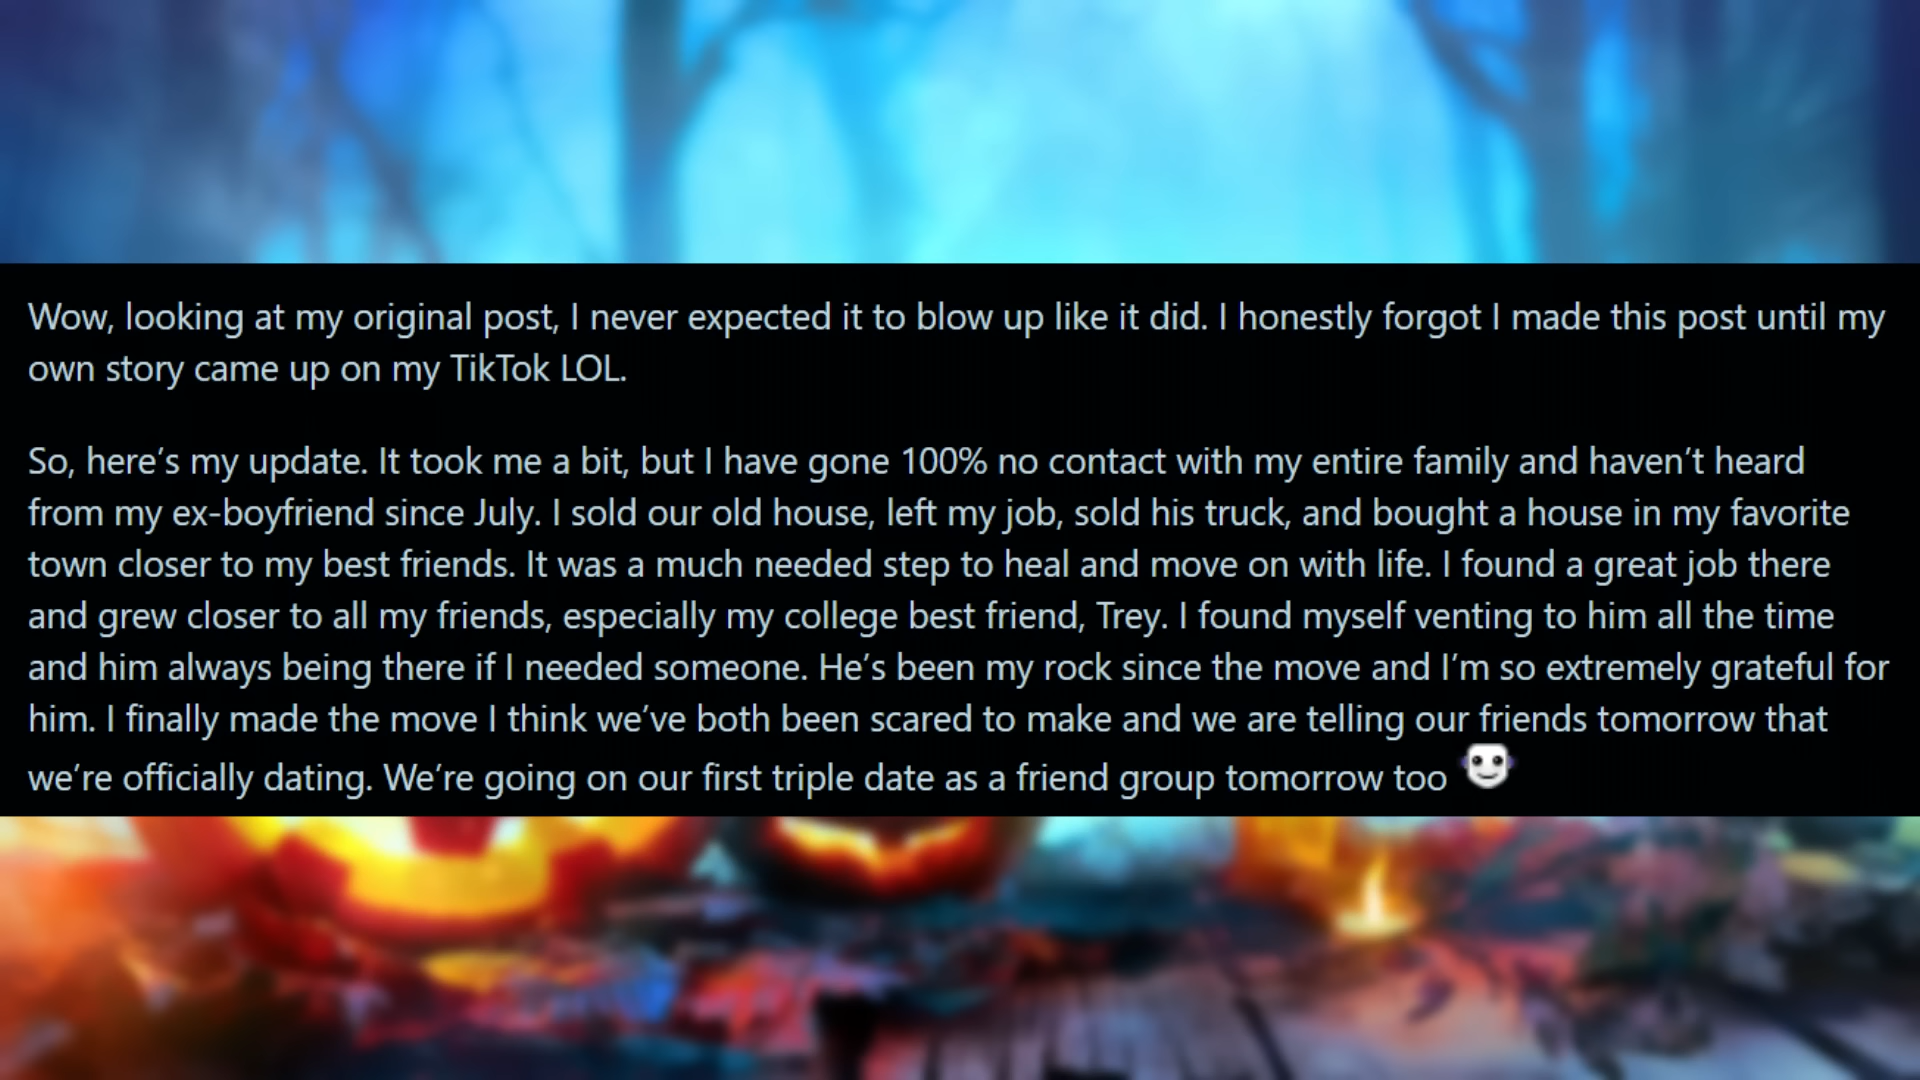 Wow, looking at my original post, I never expected it to blow up like it did. I honestly forgot I made this post until my
own story came up on my TikTok LOL.
So, here’s my update. It took me a bit, but I have gone 100% no contact with my entire family and haven’t heard
from my ex-boyfriend since July. I sold our old house, left my job, sold his truck, and bought a house in my favorite
town closer to my best friends. It was a much needed step to heal and move on with life. I found a great job there
and grew closer to all my friends, especially my college best friend, Trey. I found myself venting to him all the time
and him always being there if I needed someone. He’s been my rock since the move and I’m so extremely grateful for
him. I finally made the move I think we’ve both been scared to make and we are telling our friends tomorrow that
we’re officially dating. We’re going on our first triple date as a friend group tomorrow too